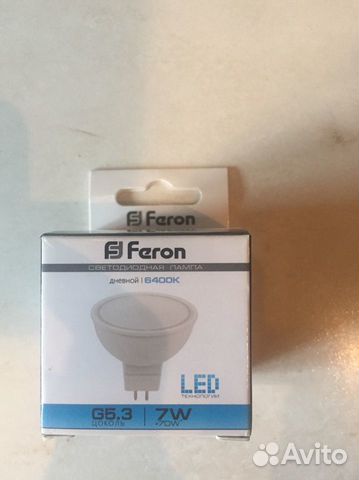 Feron
Feron
СВЕТОДИОДНАЯ ЛАМПА
дневной | 6400K
LED
ТЕХНОЛОГИИ
G5.3 7W
ЦОКОЛЬ =70W
Avito